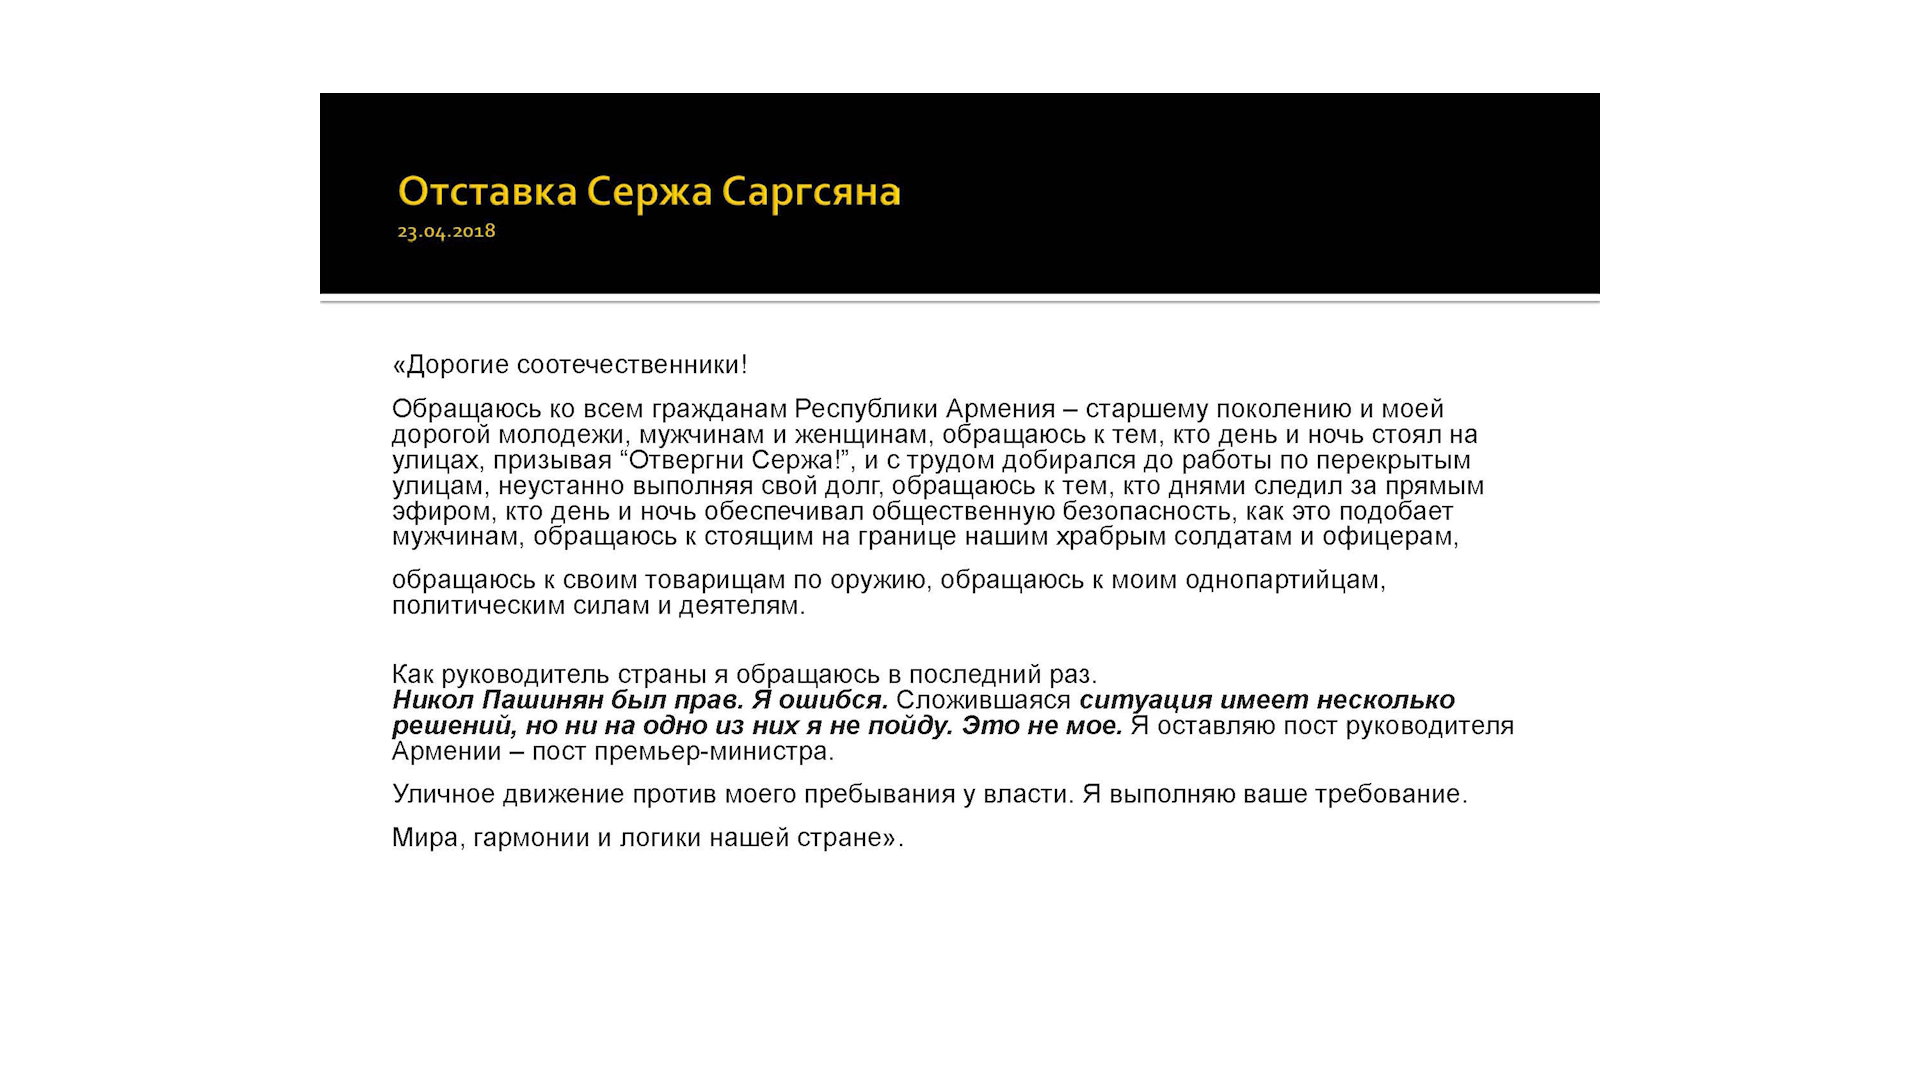 Отставка Сержа Саргсяна
23.04.2018
«Дорогие соотечественники!
Обращаюсь ко всем гражданам Республики Армения – старшему поколению и моей
дорогой молодежи, мужчинам и женщинам, обращаюсь к тем, кто день и ночь стоял на
улицах, призывая “Отвергни Сержа!”, и с трудом добирался до работы по перекрытым
улицам, неустанно выполняя свой долг, обращаюсь к тем, кто днями следил за прямым
эфиром, кто день и ночь обеспечивал общественную безопасность, как это подобает
мужчинам, обращаюсь к стоящим на границе нашим храбрым солдатам и офицерам,
обращаюсь к своим товарищам по оружию, обращаюсь к моим однопартийцам,
политическим силам и деятелям.
Как руководитель страны я обращаюсь в последний раз.
Никол Пашинян был прав. Я ошибся. Сложившаяся ситуация имеет несколько
решений, но ни на одно из них я не пойду. Это не мое. Я оставляю пост руководителя
Армении – пост премьер-министра.
Уличное движение против моего пребывания у власти. Я выполняю ваше требование.
Мира, гармонии и логики нашей стране».